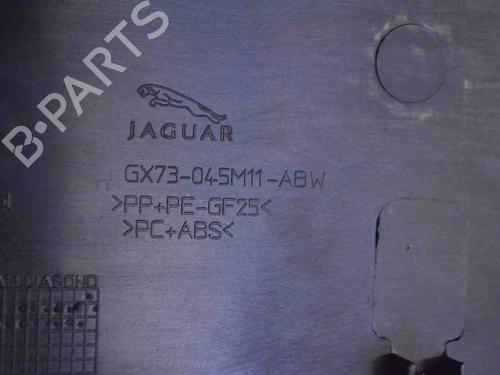 B-PARTS
JAGUAR
GX73-045M11-ABW
>PP+PE-GF25<
>PC+ABS<